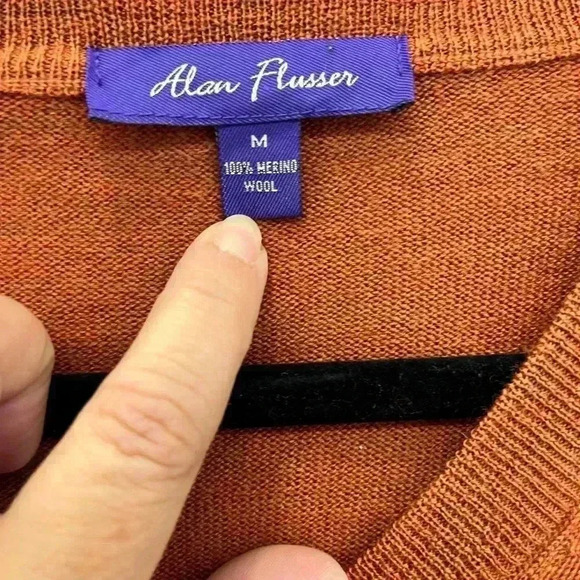 Alan Flusser
M
100% MERINO
WOOL